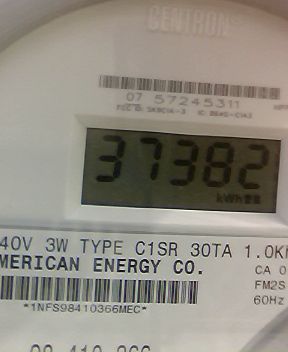 CENTRON
07 57245311
37382
kWh
40V 3W TYPE C1SR 30TA 1.0K
MERICAN ENERGY CO.
CA 0
FM2S
60Hz
*1NFS98410366MEC*